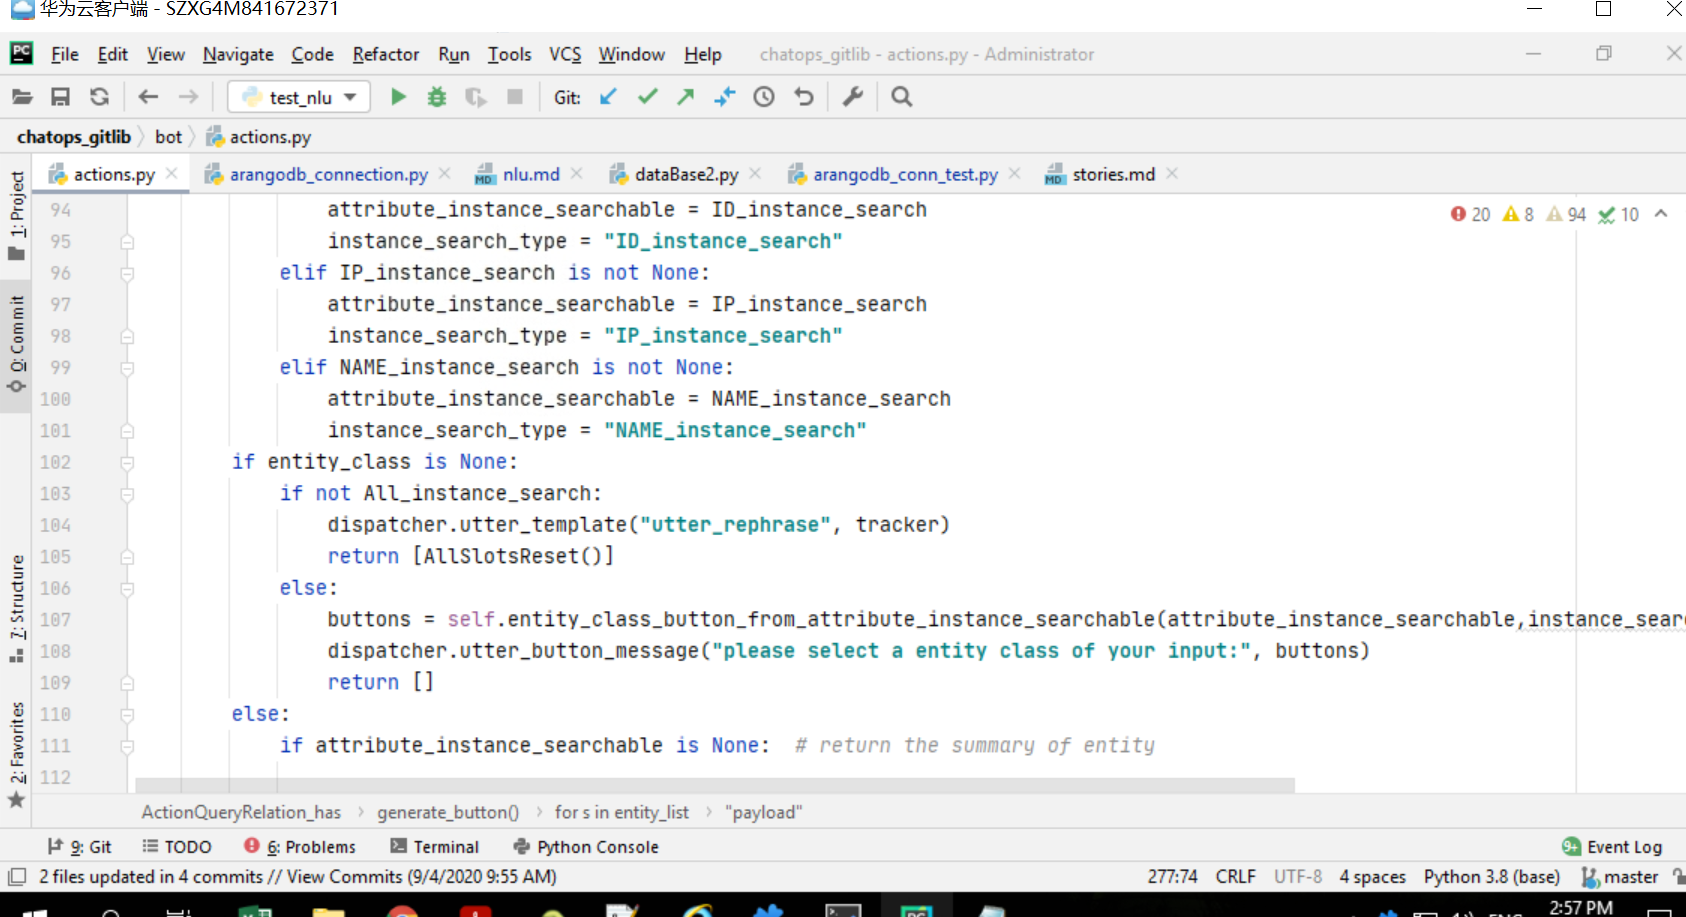 华为云客户端 - SZXG4M841672371
File Edit View Navigate Code Refactor Run Tools VCS Window Help chatops_gitlib - actions.py - Administrator
test_nlu Git:
chatops_gitlib bot actions.py
actions.py arangodb_connection.py nlu.md dataBase2.py arangodb_conn_test.py stories.md
20 8 94 10
1: Project
0: Commit
7: Structure
2: Favorites
94 attribute_instance_searchable = ID_instance_search
95 instance_search_type = "ID_instance_search"
96 elif IP_instance_search is not None:
97 attribute_instance_searchable = IP_instance_search
98 instance_search_type = "IP_instance_search"
99 elif NAME_instance_search is not None:
100 attribute_instance_searchable = NAME_instance_search
101 instance_search_type = "NAME_instance_search"
102 if entity_class is None:
103 if not All_instance_search:
104 dispatcher.utter_template("utter_rephrase", tracker)
105 return [AllSlotsReset()]
106 else:
107 buttons = self.entity_class_button_from_attribute_instance_searchable(attribute_instance_searchable,instance_sear
108 dispatcher.utter_button_message("please select a entity class of your input:", buttons)
109 return []
110 else:
111 if attribute_instance_searchable is None: # return the summary of entity
112
ActionQueryRelation_has › generate_button() › for s in entity_list › "payload"
9: Git TODO 6: Problems Terminal Python Console 9+ Event Log
2 files updated in 4 commits // View Commits (9/4/2020 9:55 AM) 277:74 CRLF UTF-8 4 spaces Python 3.8 (base) master
2:57 PM